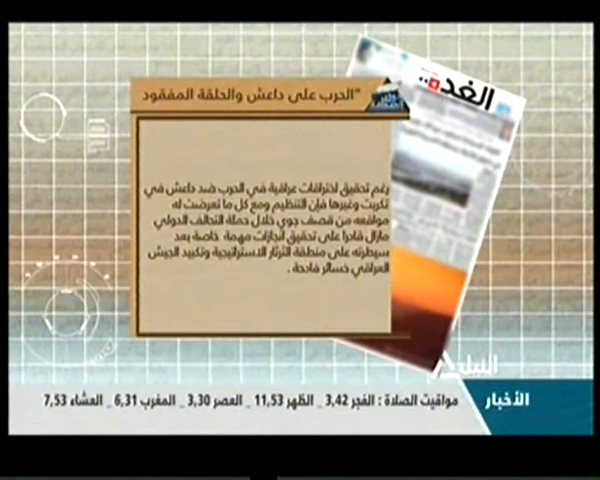 الغد
"الحرب على داعش والحلقة المفقود
رغم تحقيق اختراقات عراقية في الحرب ضد داعش في
تكريت وغيرها فإن التنظيم ومع كل ما تعرضت له
مواقعه من قصف جوي خلال حملة التحالف الدولي
مازال قادرا على تحقيق انجازات مهمة خاصة بعد
سيطرته على منطقة الثرثار الاستراتيجية وتكبيد الجيش
العراقي خسائر فادحة .
النيل
الأخبار
مواقيت الصلاة : الفجر 3,42 _ الظهر 11,53 _ العصر 3,30 _ المغرب 6,31 _ العشاء 7,53